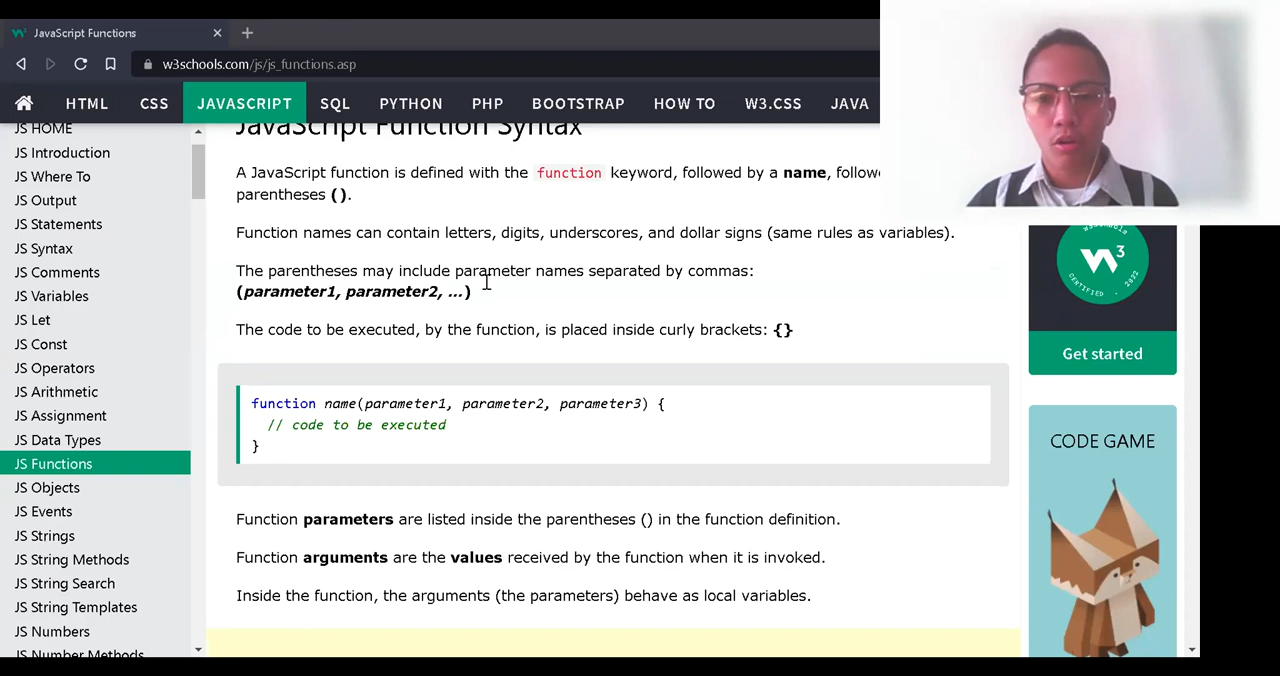 JavaScript Functions
w3schools.com/js/js_functions.asp
HTML CSS JAVASCRIPT SQL PYTHON PHP BOOTSTRAP HOW TO W3.CSS JAVA
JS HOME
JS Introduction
JS Where To
JS Output
JS Statements
JS Syntax
JS Comments
JS Variables
JS Let
JS Const
JS Operators
JS Arithmetic
JS Assignment
JS Data Types
JS Functions
JS Objects
JS Events
JS Strings
JS String Methods
JS String Search
JS String Templates
JS Numbers
JS Number Methods
JavaScript Function Syntax
A JavaScript function is defined with the function keyword, followed by a name, follow
parentheses ().
Function names can contain letters, digits, underscores, and dollar signs (same rules as variables).
The parentheses may include parameter names separated by commas:
(parameter1, parameter2, ...)
The code to be executed, by the function, is placed inside curly brackets: {}
function name(parameter1, parameter2, parameter3) {
// code to be executed
}
Function parameters are listed inside the parentheses () in the function definition.
Function arguments are the values received by the function when it is invoked.
Inside the function, the arguments (the parameters) behave as local variables.
W3
CERTIFIED . 2022
Get started
CODE GAME